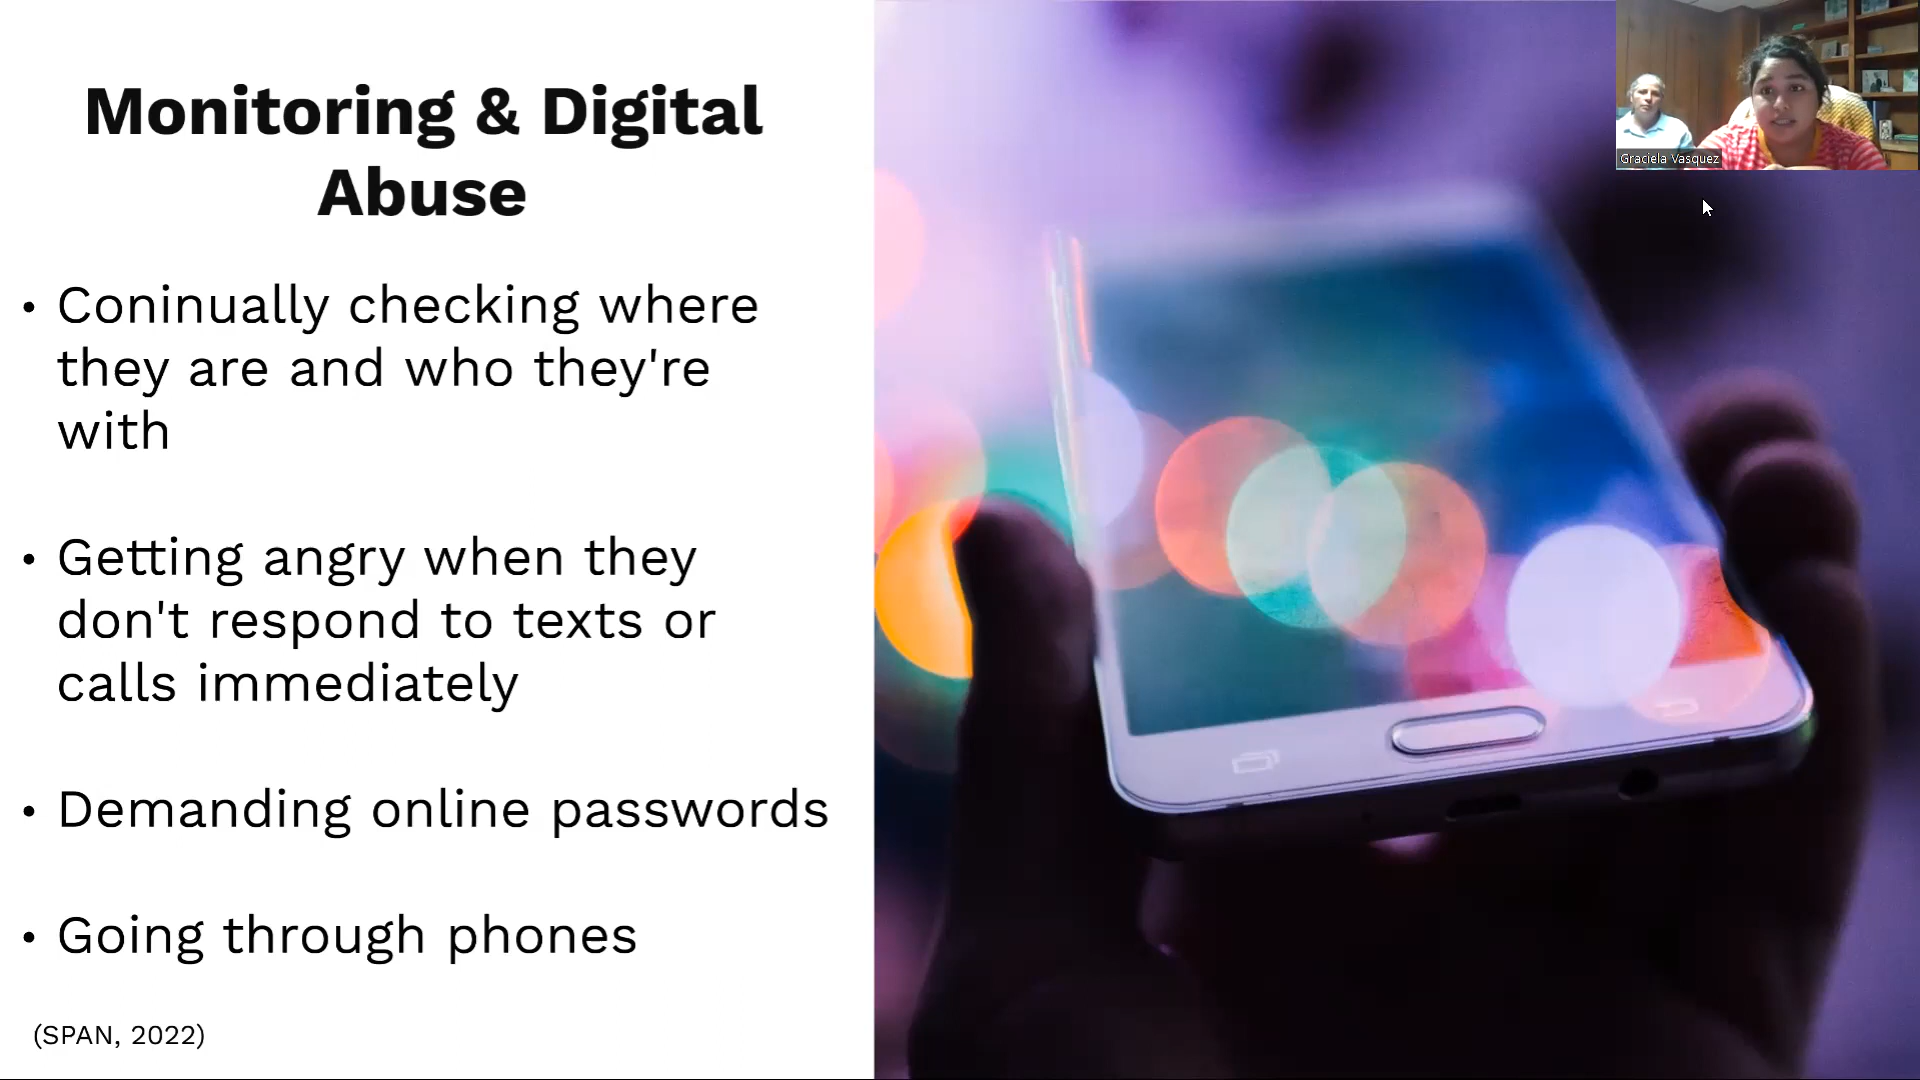 Monitoring & Digital
Abuse
• Coninually checking where
they are and who they're
with
• Getting angry when they
don't respond to texts or
calls immediately
• Demanding online passwords
• Going through phones
(SPAN, 2022)
Graciela Vasquez